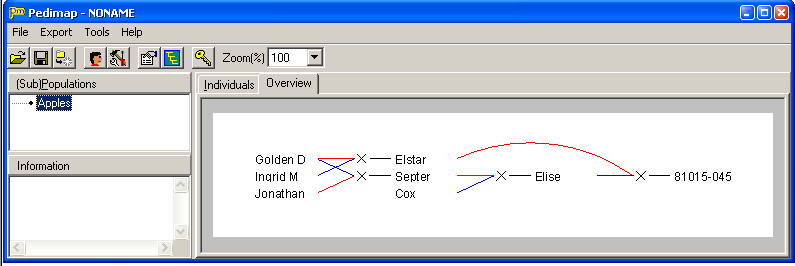 Pedimap - NONAME
File Export Tools Help
Zoom(%) 100
(Sub)Populations
Individuals Overview
Apples
Information
Golden D Elstar
Ingrid M Septer Elise 81015-045
Jonathan Cox